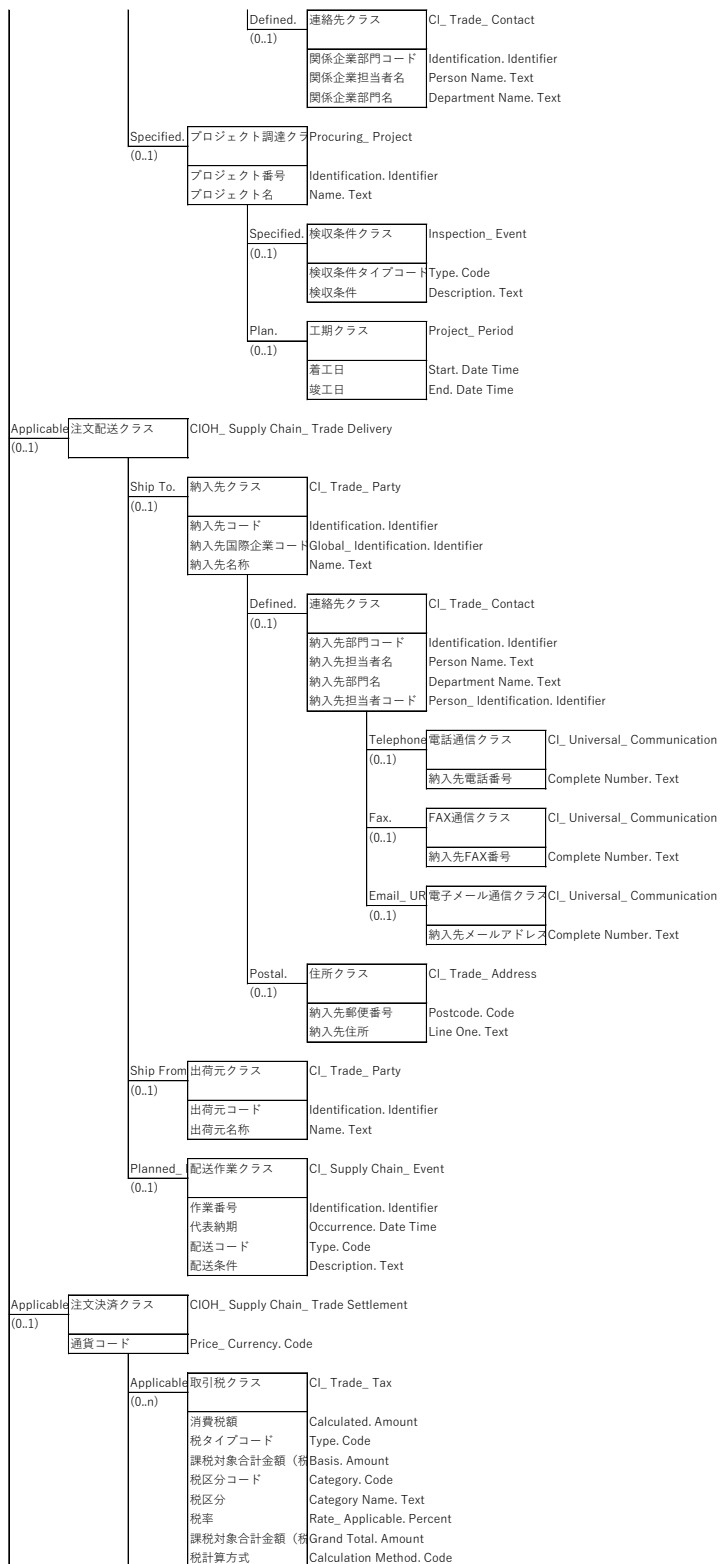 Defined. 連絡先クラス CI_ Trade_ Contact
(0..1)
関係企業部門コード Identification. Identifier
関係企業担当者名 Person Name. Text
関係企業部門名 Department Name. Text
Specified. プロジェクト調達クラ Procuring_ Project
(0..1)
プロジェクト番号 Identification. Identifier
プロジェクト名 Name. Text
Specified. 検収条件クラス Inspection_ Event
(0..1)
検収条件タイプコード Type. Code
検収条件 Description. Text
Plan. 工期クラス Project_ Period
(0..1)
着工日 Start. Date Time
竣工日 End. Date Time
Applicable 注文配送クラス CIOH_ Supply Chain_ Trade Delivery
(0..1)
Ship To. 納入先クラス CI_ Trade_ Party
(0..1)
納入先コード Identification. Identifier
納入先国際企業コード Global_ Identification. Identifier
納入先名称 Name. Text
Defined. 連絡先クラス CI_ Trade_ Contact
(0..1)
納入先部門コード Identification. Identifier
納入先担当者名 Person Name. Text
納入先部門名 Department Name. Text
納入先担当者コード Person_ Identification. Identifier
Telephone 電話通信クラス CI_ Universal_ Communication
(0..1)
納入先電話番号 Complete Number. Text
Fax. FAX通信クラス CI_ Universal_ Communication
(0..1)
納入先FAX番号 Complete Number. Text
Email_ UR 電子メール通信クラス CI_ Universal_ Communication
(0..1)
納入先メールアドレス Complete Number. Text
Postal. 住所クラス CI_ Trade_ Address
(0..1)
納入先郵便番号 Postcode. Code
納入先住所 Line One. Text
Ship From 出荷元クラス CI_ Trade_ Party
(0..1)
出荷元コード Identification. Identifier
出荷元名称 Name. Text
Planned_ 配送作業クラス CI_ Supply Chain_ Event
(0..1)
作業番号 Identification. Identifier
代表納期 Occurrence. Date Time
配送コード Type. Code
配送条件 Description. Text
Applicable 注文決済クラス CIOH_ Supply Chain_ Trade Settlement
(0..1)
通貨コード Price_ Currency. Code
Applicable 取引税クラス CI_ Trade_ Tax
(0..n)
消費税額 Calculated. Amount
税タイプコード Type. Code
課税対象合計金額（税 Basis. Amount
税区分コード Category. Code
税区分 Category Name. Text
税率 Rate_ Applicable. Percent
課税対象合計金額（税 Grand Total. Amount
税計算方式 Calculation Method. Code